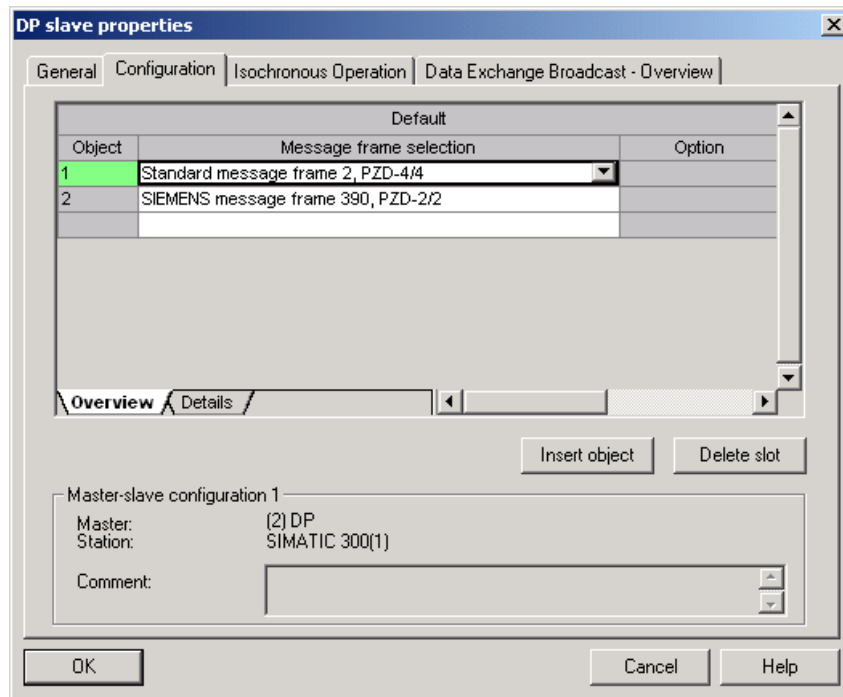 DP slave properties
General Configuration Isochronous Operation Data Exchange Broadcast - Overview
Default
Object Message frame selection Option
1 Standard message frame 2, PZD-4/4
2 SIEMENS message frame 390, PZD-2/2
Overview Details
Insert object Delete slot
Master-slave configuration 1
Master: (2) DP
Station: SIMATIC 300(1)
Comment:
OK Cancel Help